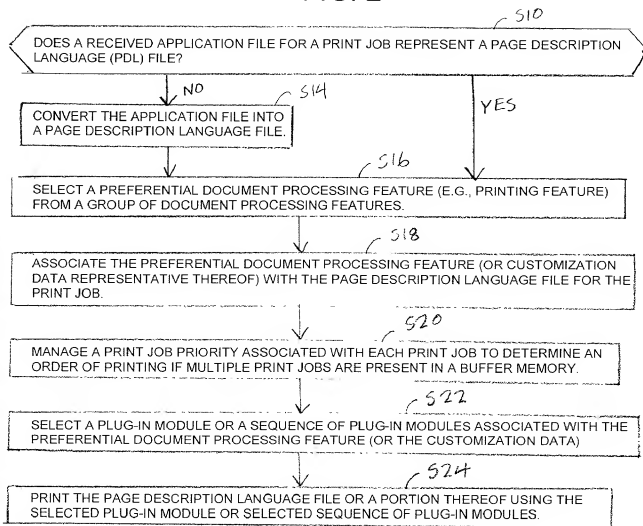 S10
DOES A RECEIVED APPLICATION FILE FOR A PRINT JOB REPRESENT A PAGE DESCRIPTION
LANGUAGE (PDL) FILE?
NO
S14
YES
CONVERT THE APPLICATION FILE INTO
A PAGE DESCRIPTION LANGUAGE FILE.
S16
SELECT A PREFERENTIAL DOCUMENT PROCESSING FEATURE (E.G., PRINTING FEATURE)
FROM A GROUP OF DOCUMENT PROCESSING FEATURES.
S18
ASSOCIATE THE PREFERENTIAL DOCUMENT PROCESSING FEATURE (OR CUSTOMIZATION
DATA REPRESENTATIVE THEREOF) WITH THE PAGE DESCRIPTION LANGUAGE FILE FOR THE
PRINT JOB.
S20
MANAGE A PRINT JOB PRIORITY ASSOCIATED WITH EACH PRINT JOB TO DETERMINE AN
ORDER OF PRINTING IF MULTIPLE PRINT JOBS ARE PRESENT IN A BUFFER MEMORY.
S22
SELECT A PLUG-IN MODULE OR A SEQUENCE OF PLUG-IN MODULES ASSOCIATED WITH THE
PREFERENTIAL DOCUMENT PROCESSING FEATURE (OR THE CUSTOMIZATION DATA)
S24
PRINT THE PAGE DESCRIPTION LANGUAGE FILE OR A PORTION THEREOF USING THE
SELECTED PLUG-IN MODULE OR SELECTED SEQUENCE OF PLUG-IN MODULES.